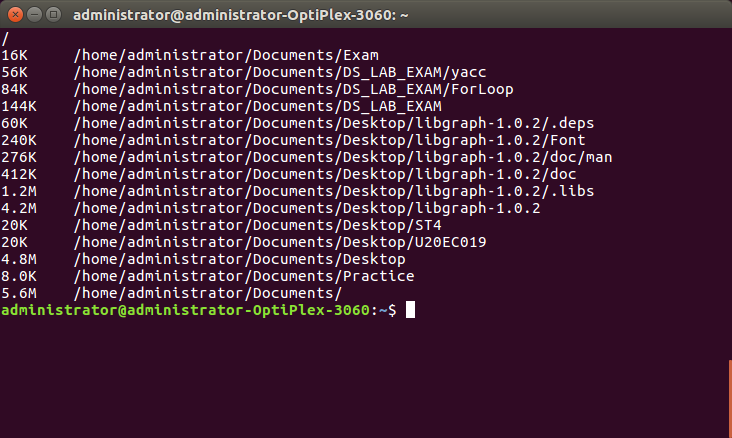 administrator@administrator-OptiPlex-3060: ~
/
16K /home/administrator/Documents/Exam
56K /home/administrator/Documents/DS_LAB_EXAM/yacc
84K /home/administrator/Documents/DS_LAB_EXAM/ForLoop
144K /home/administrator/Documents/DS_LAB_EXAM
60K /home/administrator/Documents/Desktop/libgraph-1.0.2/.deps
240K /home/administrator/Documents/Desktop/libgraph-1.0.2/Font
276K /home/administrator/Documents/Desktop/libgraph-1.0.2/doc/man
412K /home/administrator/Documents/Desktop/libgraph-1.0.2/doc
1.2M /home/administrator/Documents/Desktop/libgraph-1.0.2/.libs
4.2M /home/administrator/Documents/Desktop/libgraph-1.0.2
20K /home/administrator/Documents/Desktop/ST4
20K /home/administrator/Documents/Desktop/U20EC019
4.8M /home/administrator/Documents/Desktop
8.0K /home/administrator/Documents/Practice
5.6M /home/administrator/Documents/
administrator@administrator-OptiPlex-3060:~$